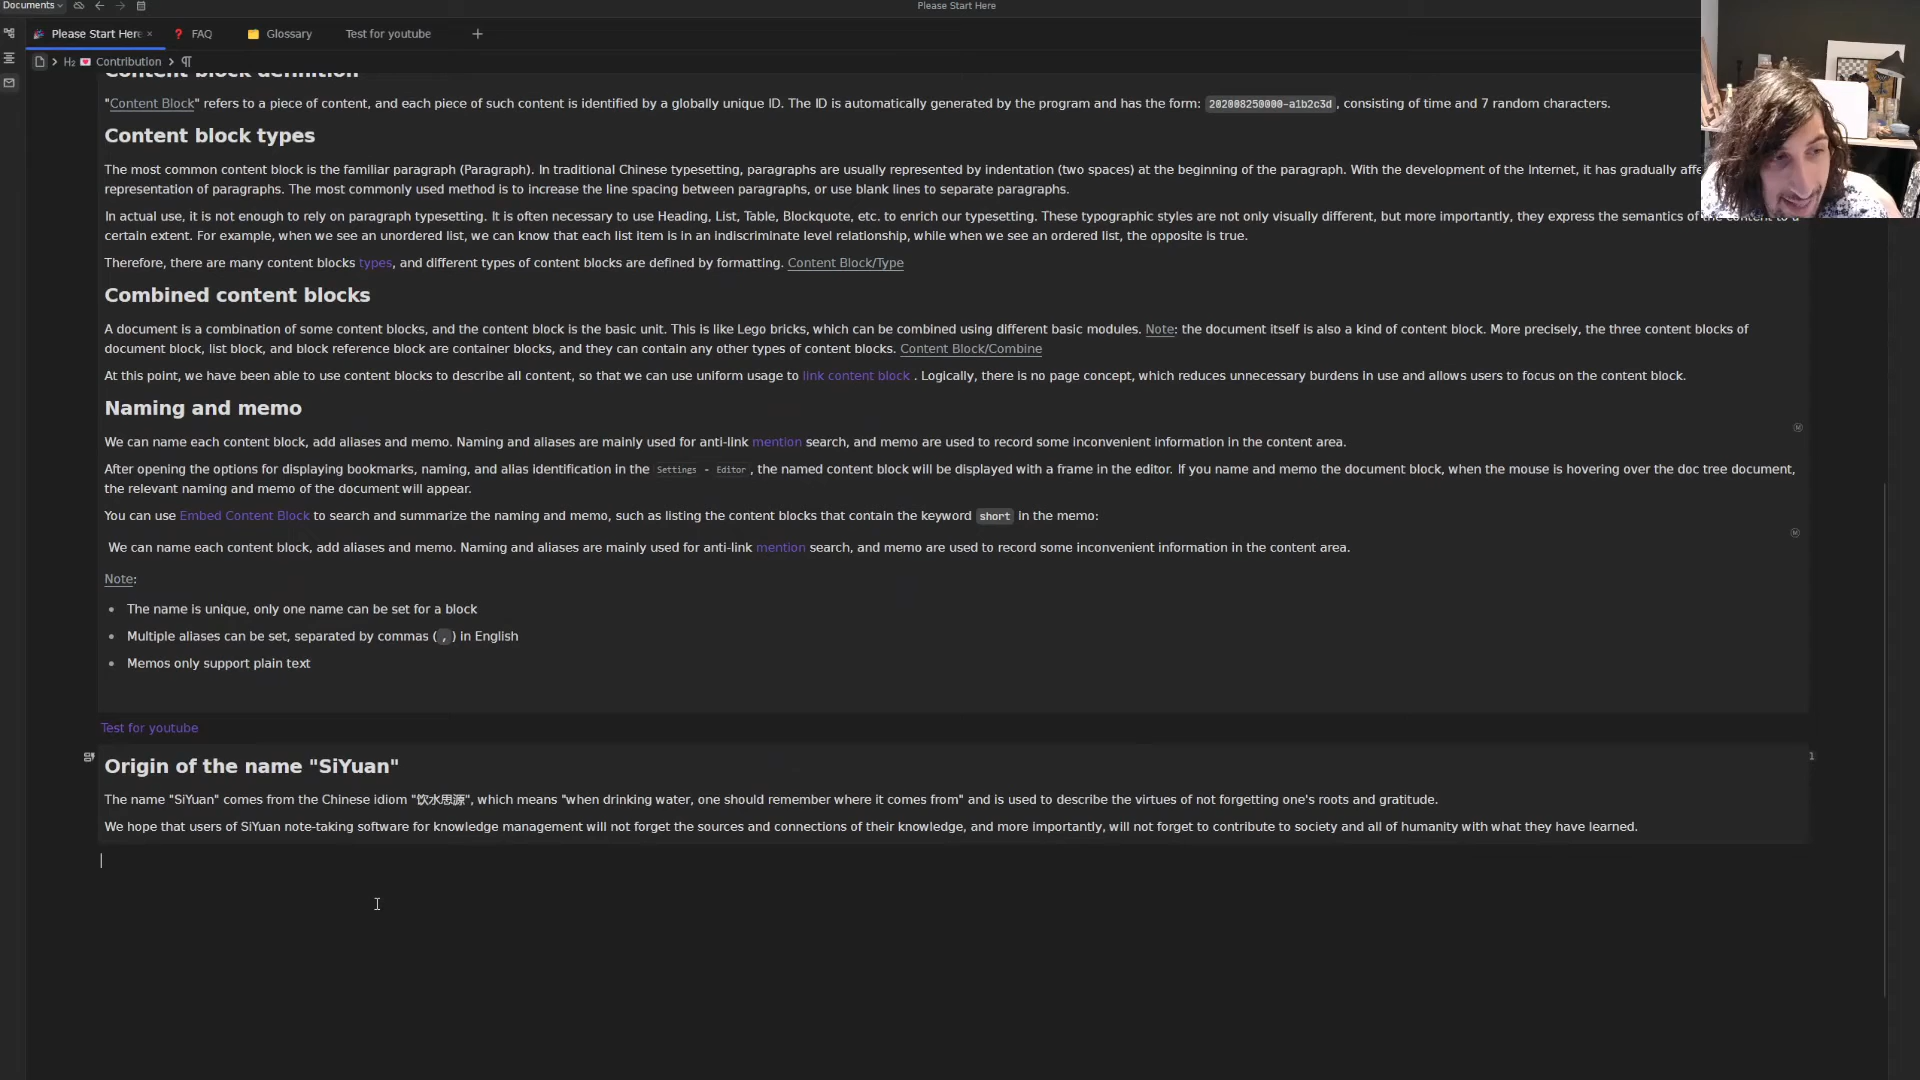 Documents
Please Start Here
Please Start Here
FAQ
Glossary
Test for youtube
H₂ Contribution
Content block definition
"Content Block" refers to a piece of content, and each piece of such content is identified by a globally unique ID. The ID is automatically generated by the program and has the form: 202008250000-a1b2c3d, consisting of time and 7 random characters.
Content block types
The most common content block is the familiar paragraph (Paragraph). In traditional Chinese typesetting, paragraphs are usually represented by indentation (two spaces) at the beginning of the paragraph. With the development of the Internet, it has gradually
representation of paragraphs. The most commonly used method is to increase the line spacing between paragraphs, or use blank lines to separate paragraphs.
In actual use, it is not enough to rely on paragraph typesetting. It is often necessary to use Heading, List, Table, Blockquote, etc. to enrich our typesetting. These typographic styles are not only visually different, but more importantly, they express the semantics of the content to a
certain extent. For example, when we see an unordered list, we can know that each list item is in an indiscriminate level relationship, while when we see an ordered list, the opposite is true.
Therefore, there are many content blocks types, and different types of content blocks are defined by formatting. Content Block/Type
Combined content blocks
A document is a combination of some content blocks, and the content block is the basic unit. This is like Lego bricks, which can be combined using different basic modules. Note: the document itself is also a kind of content block. More precisely, the three content blocks of
document block, list block, and block reference block are container blocks, and they can contain any other types of content blocks. Content Block/Combine
At this point, we have been able to use content blocks to describe all content, so that we can use uniform usage to link content block . Logically, there is no page concept, which reduces unnecessary burdens in use and allows users to focus on the content block.
Naming and memo
We can name each content block, add aliases and memo. Naming and aliases are mainly used for anti-link mention search, and memo are used to record some inconvenient information in the content area.
After opening the options for displaying bookmarks, naming, and alias identification in the Settings - Editor, the named content block will be displayed with a frame in the editor. If you name and memo the document block, when the mouse is hovering over the doc tree document,
the relevant naming and memo of the document will appear.
You can use Embed Content Block to search and summarize the naming and memo, such as listing the content blocks that contain the keyword short in the memo:
We can name each content block, add aliases and memo. Naming and aliases are mainly used for anti-link mention search, and memo are used to record some inconvenient information in the content area.
Note:
The name is unique, only one name can be set for a block
Multiple aliases can be set, separated by commas ( , ) in English
Memos only support plain text
Test for youtube
Origin of the name "SiYuan"
1
The name "SiYuan" comes from the Chinese idiom "饮水思源", which means "when drinking water, one should remember where it comes from" and is used to describe the virtues of not forgetting one's roots and gratitude.
We hope that users of SiYuan note-taking software for knowledge management will not forget the sources and connections of their knowledge, and more importantly, will not forget to contribute to society and all of humanity with what they have learned.